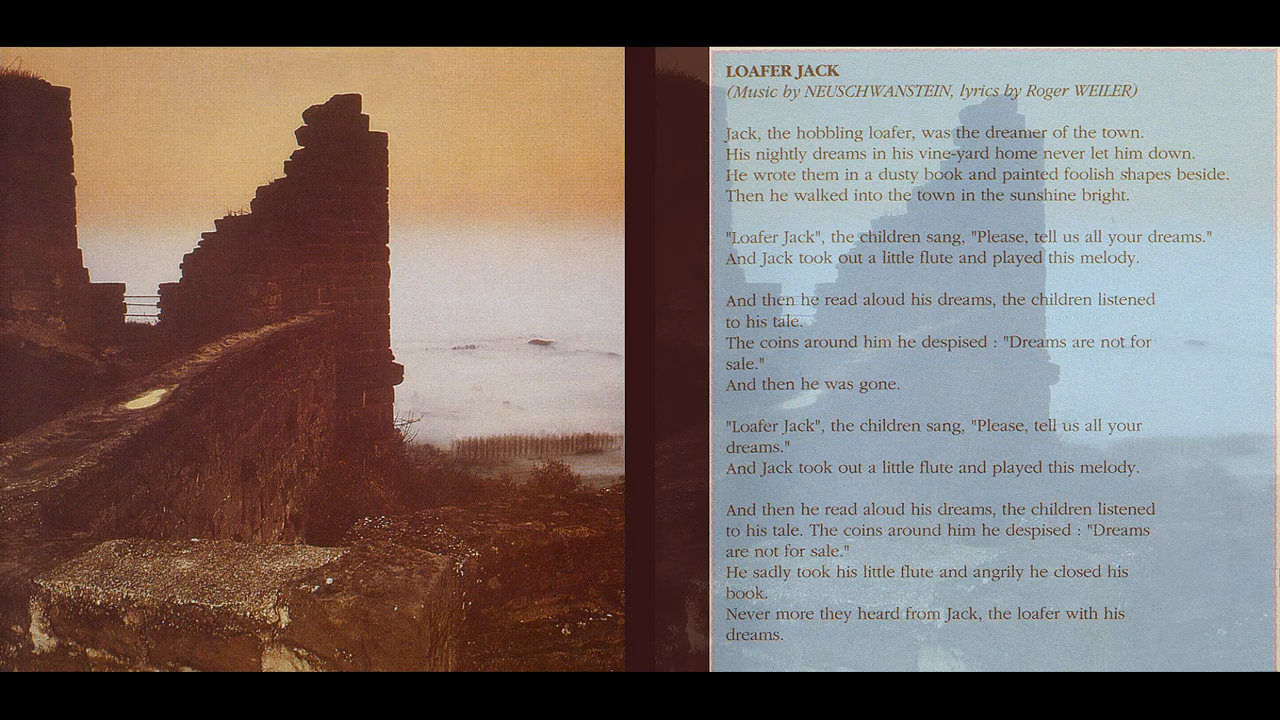 LOAFER JACK
(Music by NEUSCHWANSTEIN, lyrics by Roger WEILER)
Jack, the hobbling loafer, was the dreamer of the town.
His nightly dreams in his vine-yard home never let him down.
He wrote them in a dusty book and painted foolish shapes beside.
Then he walked into the town in the sunshine bright.
"Loafer Jack", the children sang, "Please, tell us all your dreams."
And Jack took out a little flute and played this melody.
And then he read aloud his dreams, the children listened
to his tale.
The coins around him he despised : "Dreams are not for
sale."
And then he was gone.
"Loafer Jack", the children sang, "Please, tell us all your
dreams."
And Jack took out a little flute and played this melody.
And then he read aloud his dreams, the children listened
to his tale. The coins around him he despised : "Dreams
are not for sale."
He sadly took his little flute and angrily he closed his
book.
Never more they heard from Jack, the loafer with his
dreams.